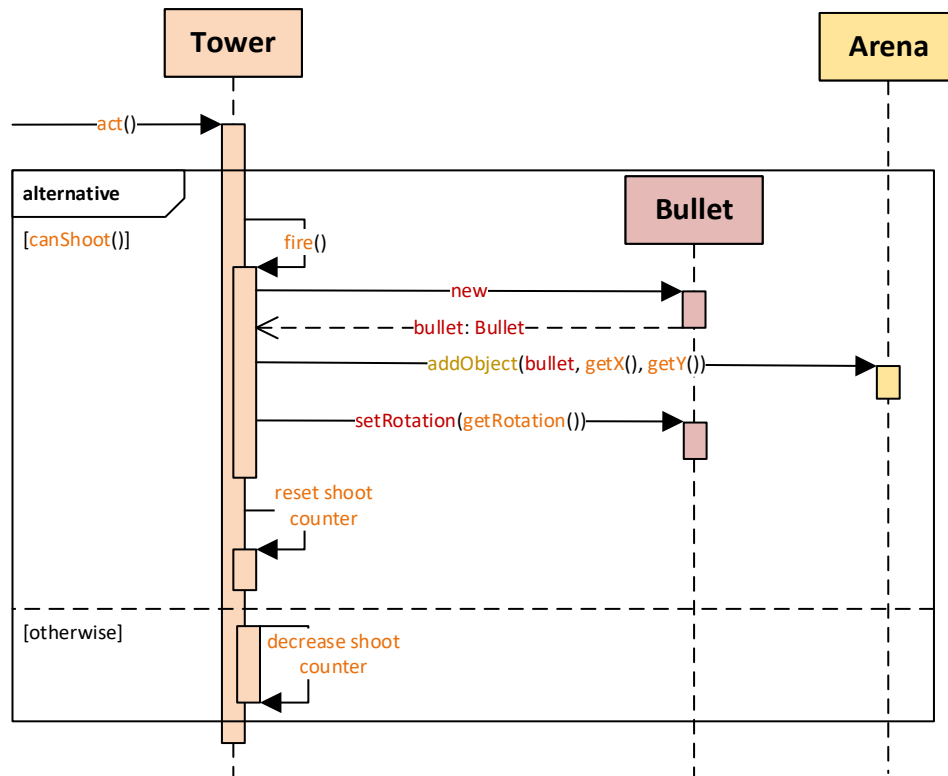 Tower
Arena
act()
alternative
Bullet
[canShoot()]
fire()
new
bullet: Bullet
addObject(bullet, getX(), getY())
setRotation(getRotation())
reset shoot
counter
[otherwise]
decrease shoot
counter